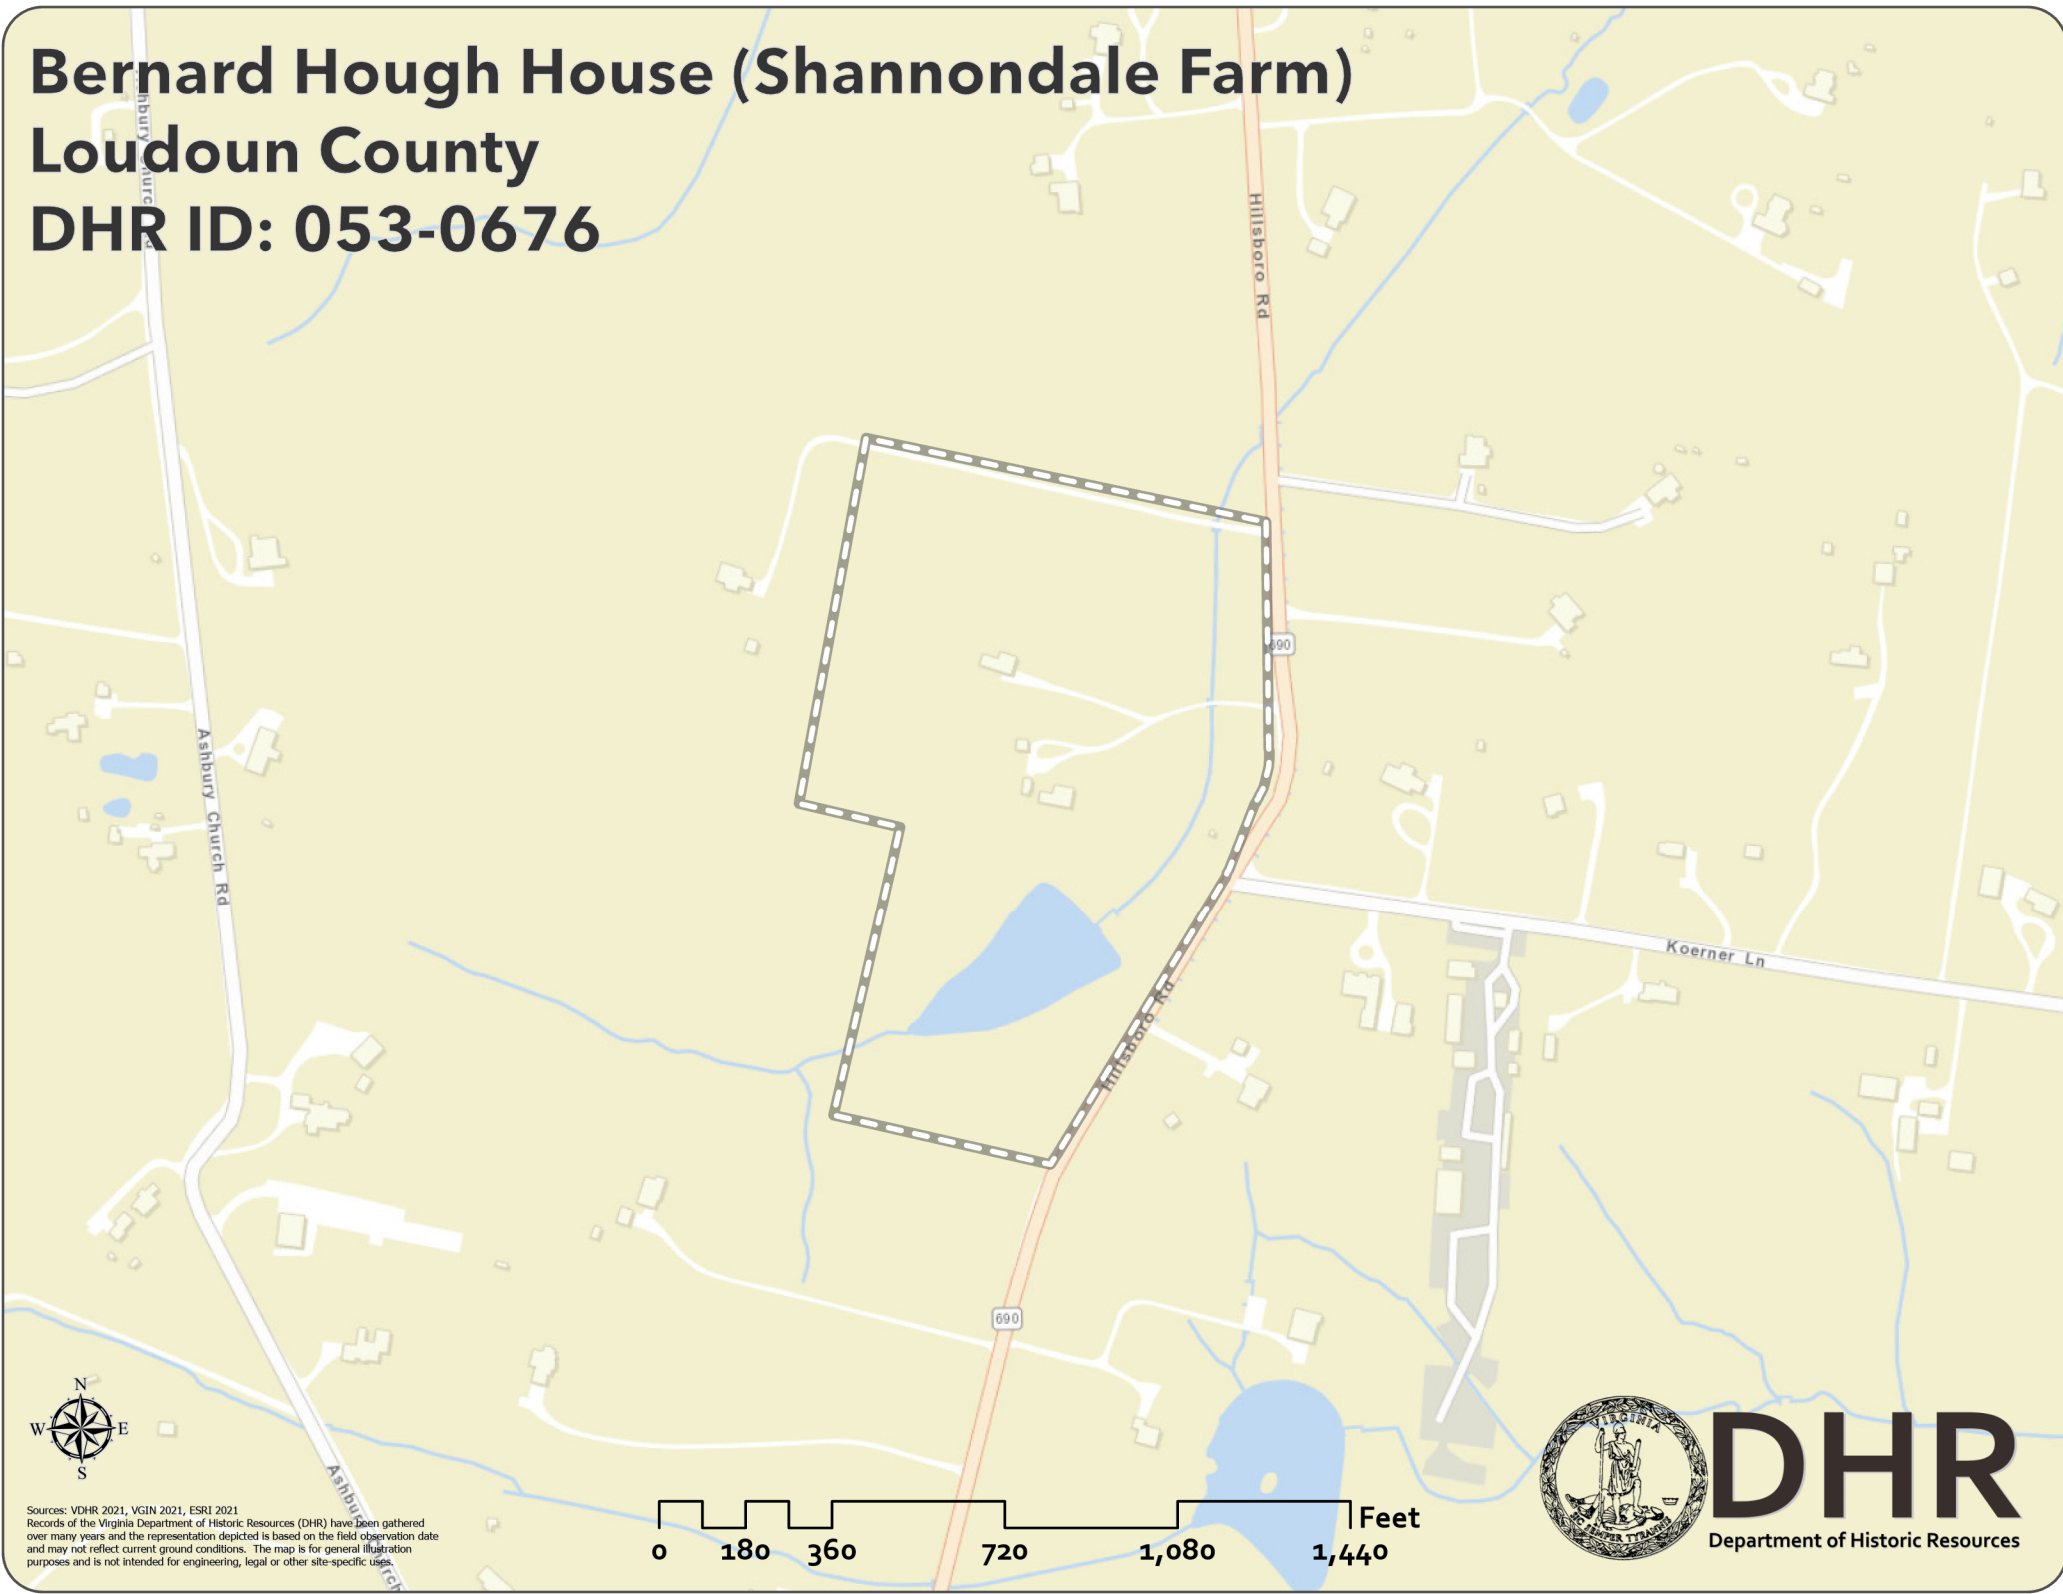 Bernard Hough House (Shannondale Farm)
Loudoun County
DHR ID: 053-0676
Ashbury Church Rd
Hillsboro Rd
690
Ashbury Church Rd
Koerner Ln
Hillsboro Rd
690
N
W E
S
Ashbury Church
Sources: VDHR 2021, VGIN 2021, ESRI 2021
Records of the Virginia Department of Historic Resources (DHR) have been gathered
over many years and the representation depicted is based on the field observation date
and may not reflect current ground conditions. The map is for general illustration
purposes and is not intended for engineering, legal or other site-specific uses.
Feet
0 180 360 720 1,080 1,440
VIRGINIA
SIC SEMPER TYRANNIS
DHR
Department of Historic Resources